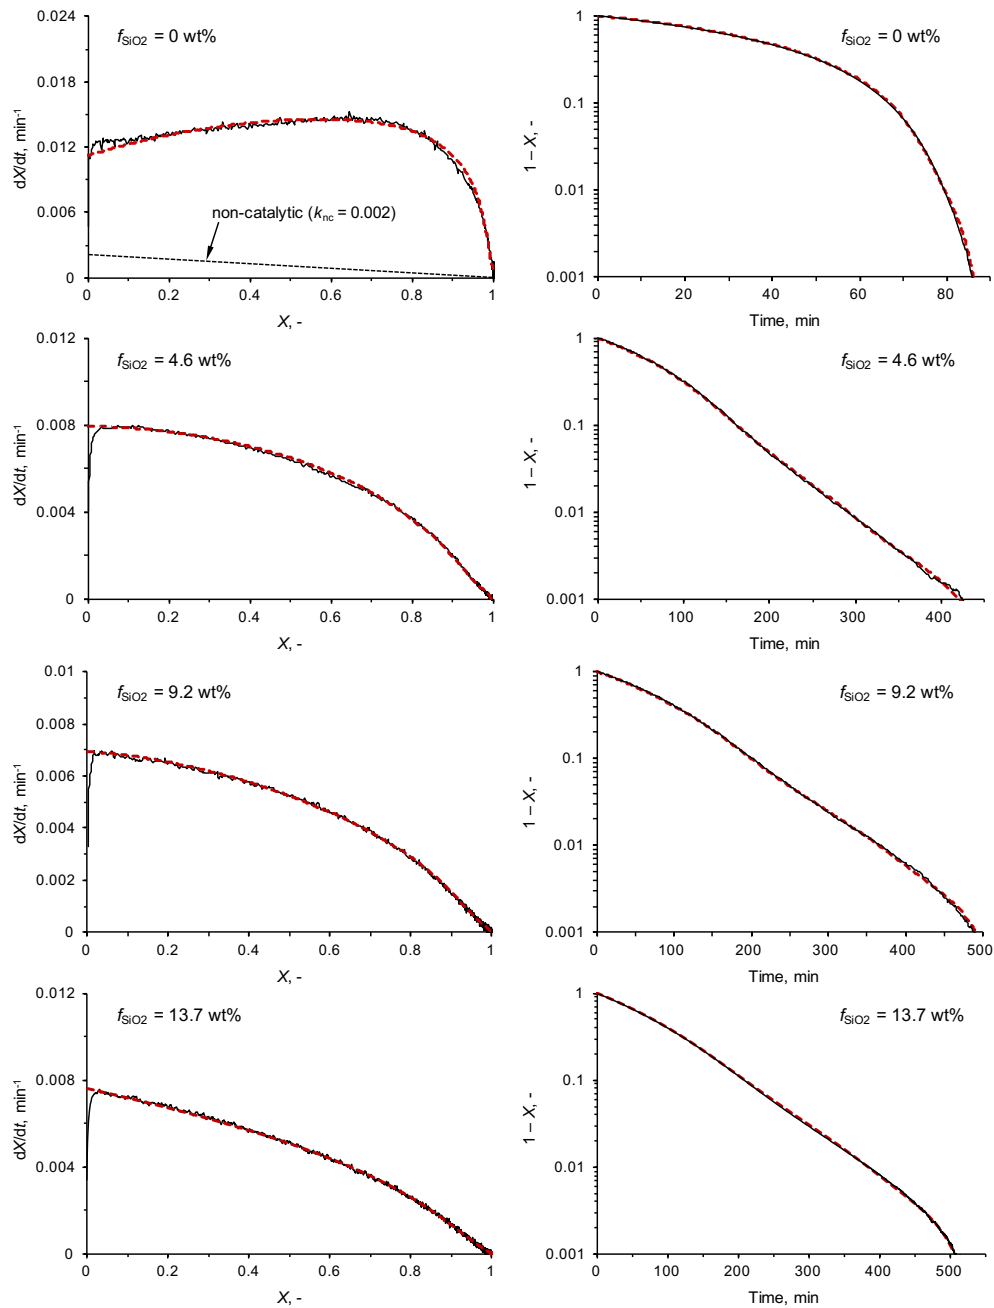 0.024
0.018
0.012
0.006
0
dX/dt, min⁻¹
f_SiO2 = 0 wt%
non-catalytic (k_nc = 0.002)
0 0.2 0.4 0.6 0.8 1
X, -
1
0.1
0.01
0.001
1 – X, -
f_SiO2 = 0 wt%
0 20 40 60 80
Time, min
0.012
0.008
0.004
0
dX/dt, min⁻¹
f_SiO2 = 4.6 wt%
0 0.2 0.4 0.6 0.8 1
X, -
1
0.1
0.01
0.001
1 – X, -
f_SiO2 = 4.6 wt%
0 100 200 300 400
Time, min
0.01
0.008
0.006
0.004
0.002
0
dX/dt, min⁻¹
f_SiO2 = 9.2 wt%
0 0.2 0.4 0.6 0.8 1
X, -
1
0.1
0.01
0.001
1 – X, -
f_SiO2 = 9.2 wt%
0 100 200 300 400 500
Time, min
0.012
0.008
0.004
0
dX/dt, min⁻¹
f_SiO2 = 13.7 wt%
0 0.2 0.4 0.6 0.8 1
X, -
1
0.1
0.01
0.001
1 – X, -
f_SiO2 = 13.7 wt%
0 100 200 300 400 500
Time, min